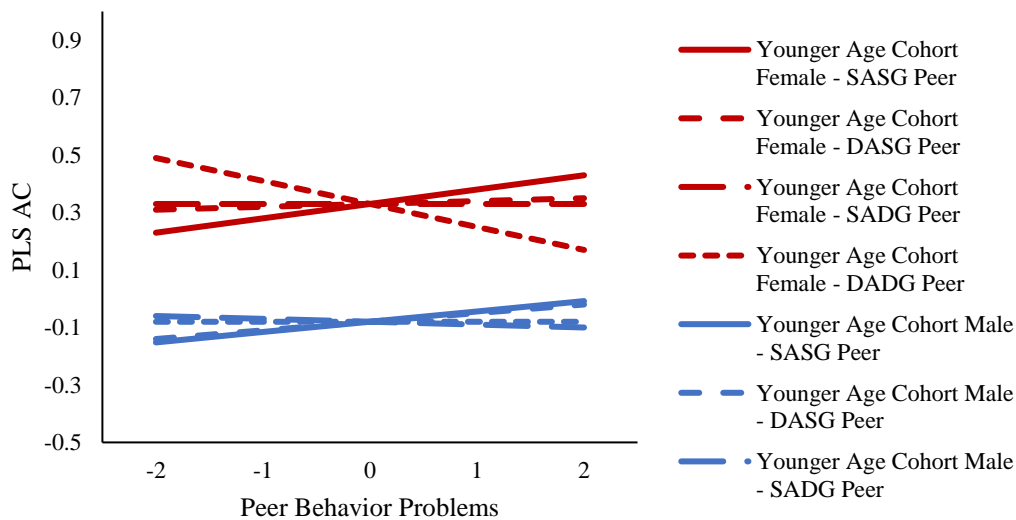 0.9
0.7
0.5
0.3
0.1
-0.1
-0.3
-0.5
PLS AC
-2
-1
0
1
2
Peer Behavior Problems
Younger Age Cohort
Female - SASG Peer
Younger Age Cohort
Female - DASG Peer
Younger Age Cohort
Female - SADG Peer
Younger Age Cohort
Female - DADG Peer
Younger Age Cohort Male
- SASG Peer
Younger Age Cohort Male
- DASG Peer
Younger Age Cohort Male
- SADG Peer